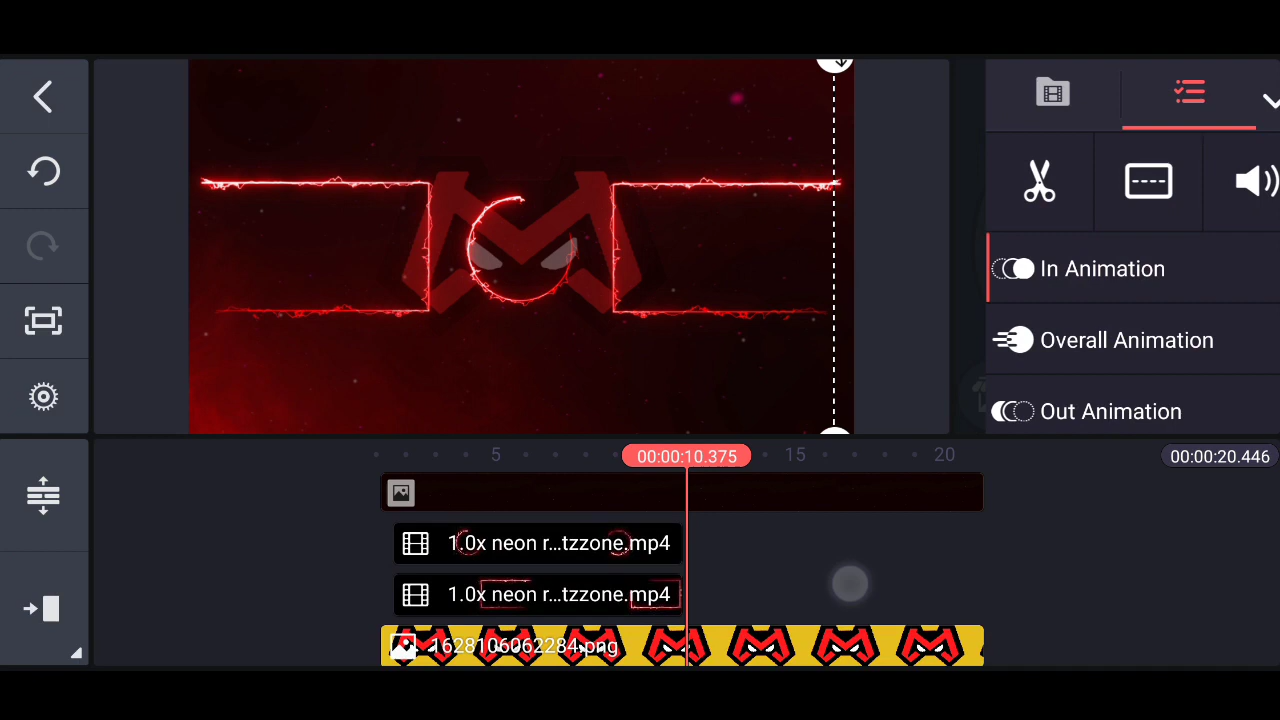 In Animation
Overall Animation
Out Animation
5
00:00:10.375
15
20
00:00:20.446
1.0x neon r...tzzone.mp4
1.0x neon r...tzzone.mp4
1628106062284.png